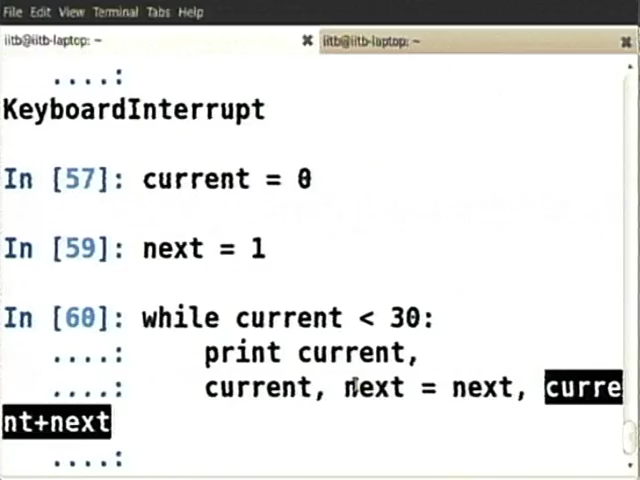 File Edit View Terminal Tabs Help
iitb@iitb-laptop: ~ iitb@iitb-laptop: ~
....:
KeyboardInterrupt
In [57]: current = 0
In [59]: next = 1
In [60]: while current < 30:
....: print current,
....: current, next = next, curre
nt+next
....: